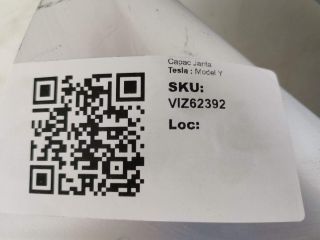 Capac Janta
Tesla : Model Y
SKU:
VIZ62392
Loc: